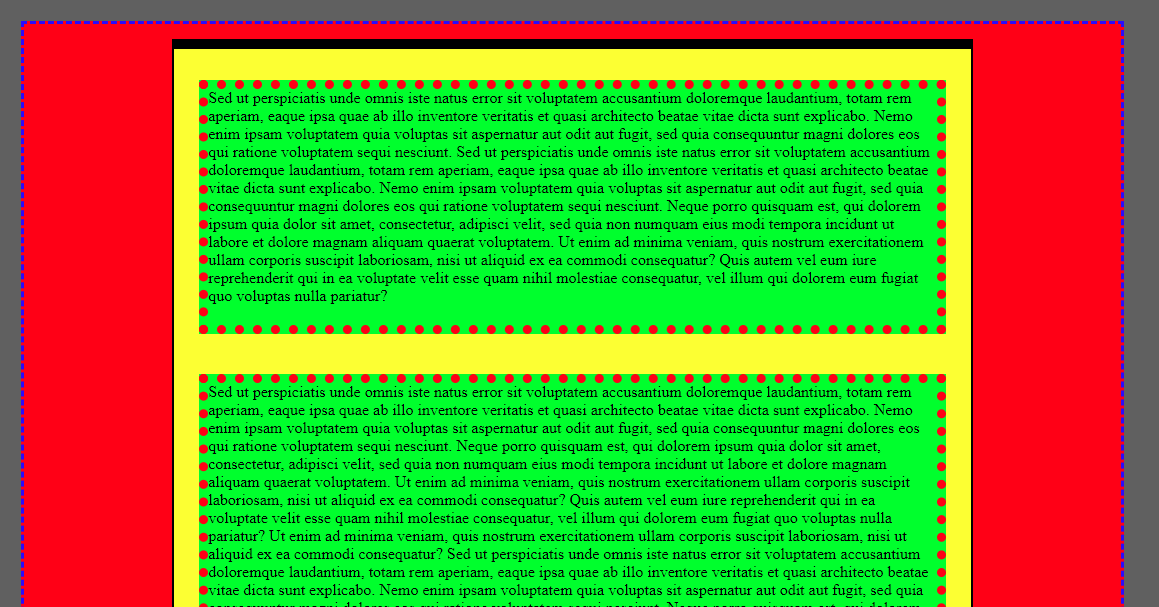 Sed ut perspiciatis unde omnis iste natus error sit voluptatem accusantium doloremque laudantium, totam rem
aperiam, eaque ipsa quae ab illo inventore veritatis et quasi architecto beatae vitae dicta sunt explicabo. Nemo
enim ipsam voluptatem quia voluptas sit aspernatur aut odit aut fugit, sed quia consequuntur magni dolores eos
qui ratione voluptatem sequi nesciunt. Sed ut perspiciatis unde omnis iste natus error sit voluptatem accusantium
doloremque laudantium, totam rem aperiam, eaque ipsa quae ab illo inventore veritatis et quasi architecto beatae
vitae dicta sunt explicabo. Nemo enim ipsam voluptatem quia voluptas sit aspernatur aut odit aut fugit, sed quia
consequuntur magni dolores eos qui ratione voluptatem sequi nesciunt. Neque porro quisquam est, qui dolorem
ipsum quia dolor sit amet, consectetur, adipisci velit, sed quia non numquam eius modi tempora incidunt ut
labore et dolore magnam aliquam quaerat voluptatem. Ut enim ad minima veniam, quis nostrum exercitationem
ullam corporis suscipit laboriosam, nisi ut aliquid ex ea commodi consequatur? Quis autem vel eum iure
reprehenderit qui in ea voluptate velit esse quam nihil molestiae consequatur, vel illum qui dolorem eum fugiat
quo voluptas nulla pariatur?
Sed ut perspiciatis unde omnis iste natus error sit voluptatem accusantium doloremque laudantium, totam rem
aperiam, eaque ipsa quae ab illo inventore veritatis et quasi architecto beatae vitae dicta sunt explicabo. Nemo
enim ipsam voluptatem quia voluptas sit aspernatur aut odit aut fugit, sed quia consequuntur magni dolores eos
qui ratione voluptatem sequi nesciunt. Neque porro quisquam est, qui dolorem ipsum quia dolor sit amet,
consectetur, adipisci velit, sed quia non numquam eius modi tempora incidunt ut labore et dolore magnam
aliquam quaerat voluptatem. Ut enim ad minima veniam, quis nostrum exercitationem ullam corporis suscipit
laboriosam, nisi ut aliquid ex ea commodi consequatur? Quis autem vel eum iure reprehenderit qui in ea
voluptate velit esse quam nihil molestiae consequatur, vel illum qui dolorem eum fugiat quo voluptas nulla
pariatur? Ut enim ad minima veniam, quis nostrum exercitationem ullam corporis suscipit laboriosam, nisi ut
aliquid ex ea commodi consequatur? Sed ut perspiciatis unde omnis iste natus error sit voluptatem accusantium
doloremque laudantium, totam rem aperiam, eaque ipsa quae ab illo inventore veritatis et quasi architecto beatae
vitae dicta sunt explicabo. Nemo enim ipsam voluptatem quia voluptas sit aspernatur aut odit aut fugit, sed quia